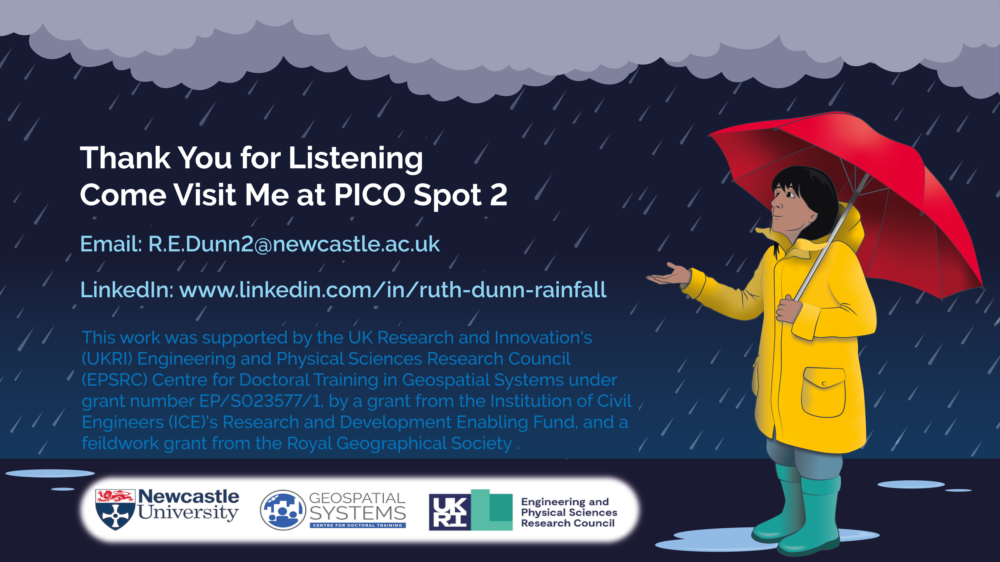 Thank You for Listening
Come Visit Me at PICO Spot 2
Email: R.E.Dunn2@newcastle.ac.uk
LinkedIn: www.linkedin.com/in/ruth-dunn-rainfall
This work was supported by the UK Research and Innovation's
(UKRI) Engineering and Physical Sciences Research Council
(EPSRC) Centre for Doctoral Training in Geospatial Systems under
grant number EP/S023577/1, by a grant from the Institution of Civil
Engineers (ICE)'s Research and Development Enabling Fund, and a
feildwork grant from the Royal Geographical Society .
Newcastle
University
GEOSPATIAL
SYSTEMS
CENTRE FOR DOCTORAL TRAINING
UK
RI
Engineering and
Physical Sciences
Research Council